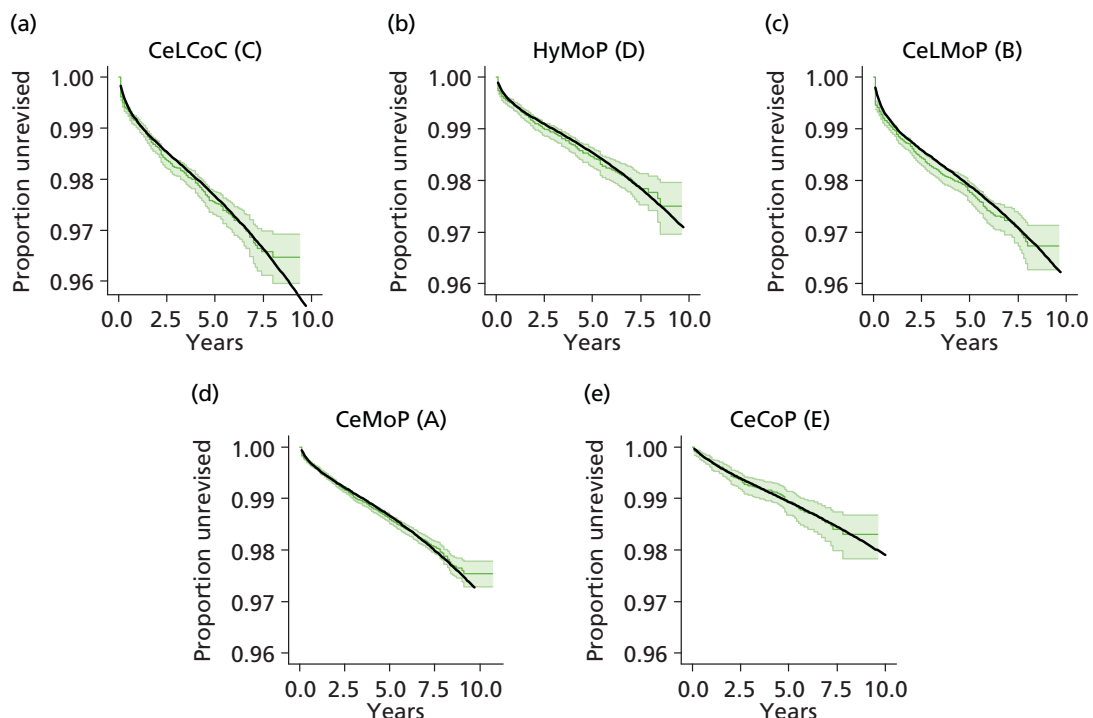 (a)
CeLCoC (C)
Proportion unrevised
1.00
0.99
0.98
0.97
0.96
0.0 2.5 5.0 7.5 10.0
Years
(b)
HyMoP (D)
Proportion unrevised
1.00
0.99
0.98
0.97
0.96
0.0 2.5 5.0 7.5 10.0
Years
(c)
CeLMoP (B)
Proportion unrevised
1.00
0.99
0.98
0.97
0.96
0.0 2.5 5.0 7.5 10.0
Years
(d)
CeMoP (A)
Proportion unrevised
1.00
0.99
0.98
0.97
0.96
0.0 2.5 5.0 7.5 10.0
Years
(e)
CeCoP (E)
Proportion unrevised
1.00
0.99
0.98
0.97
0.96
0.0 2.5 5.0 7.5 10.0
Years